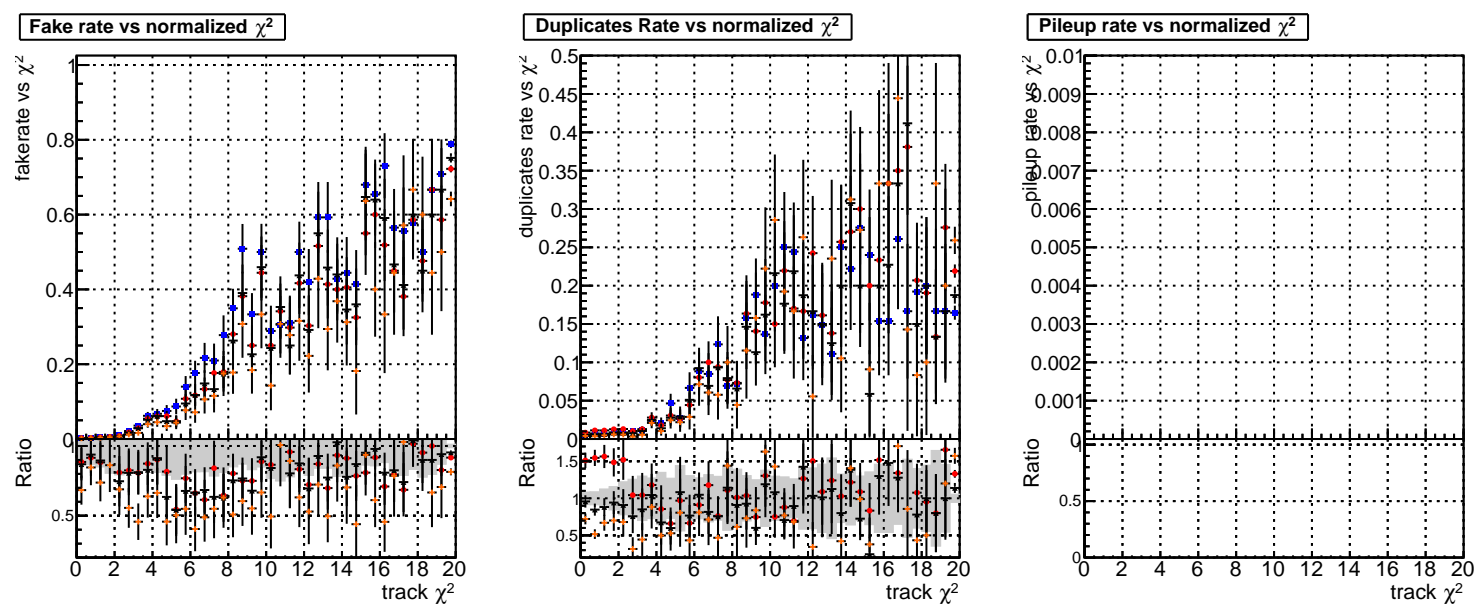 Fake rate vs normalized χ²
fakerate vs χ²
1
0.8
0.6
0.4
0.2
0
Ratio
1
0.5
0 2 4 6 8 10 12 14 16 18 20
track χ²
Duplicates Rate vs normalized χ²
duplicates rate vs χ²
0.5
0.45
0.4
0.35
0.3
0.25
0.2
0.15
0.1
0.05
0
Ratio
1.5
1
0.5
0 2 4 6 8 10 12 14 16 18 20
track χ²
Pileup rate vs normalized χ²
pileup rate vs χ²
0.01
0.009
0.008
0.007
0.006
0.005
0.004
0.003
0.002
0.001
0
Ratio
1
0.5
0
0 2 4 6 8 10 12 14 16 18 20
track χ²